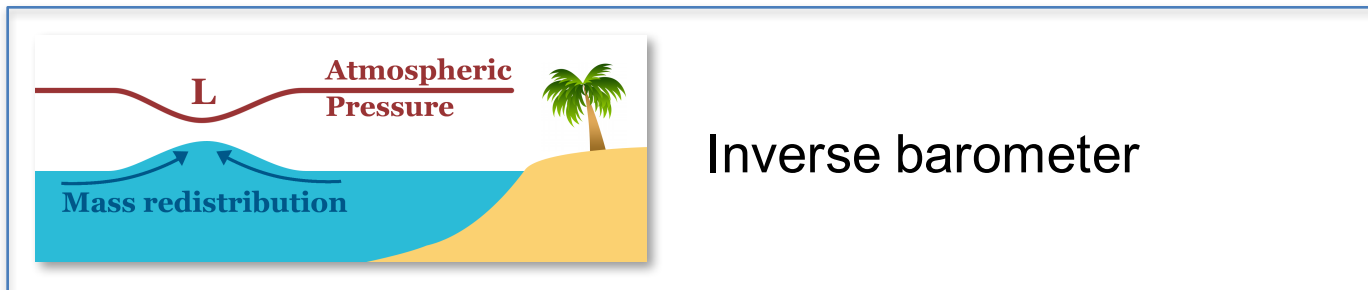 L
Atmospheric
Pressure
Mass redistribution
Inverse barometer